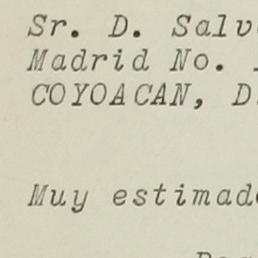 Sr. D. Salv
Madrid No.
COYOACAN, D.
Muy estimad